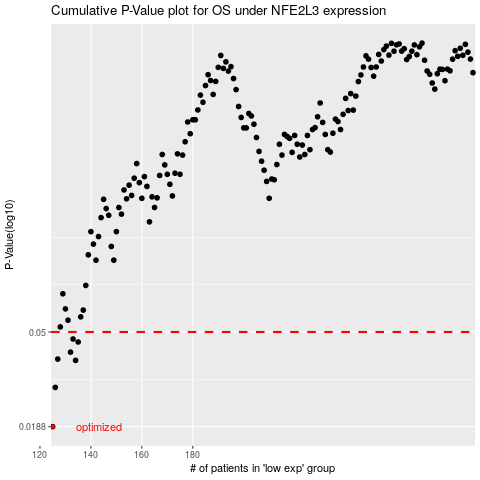 Cumulative P-Value plot for OS under NFE2L3 expression
P-Value(log10)
0.05
0.0188
optimized
120 140 160 180
# of patients in 'low exp' group